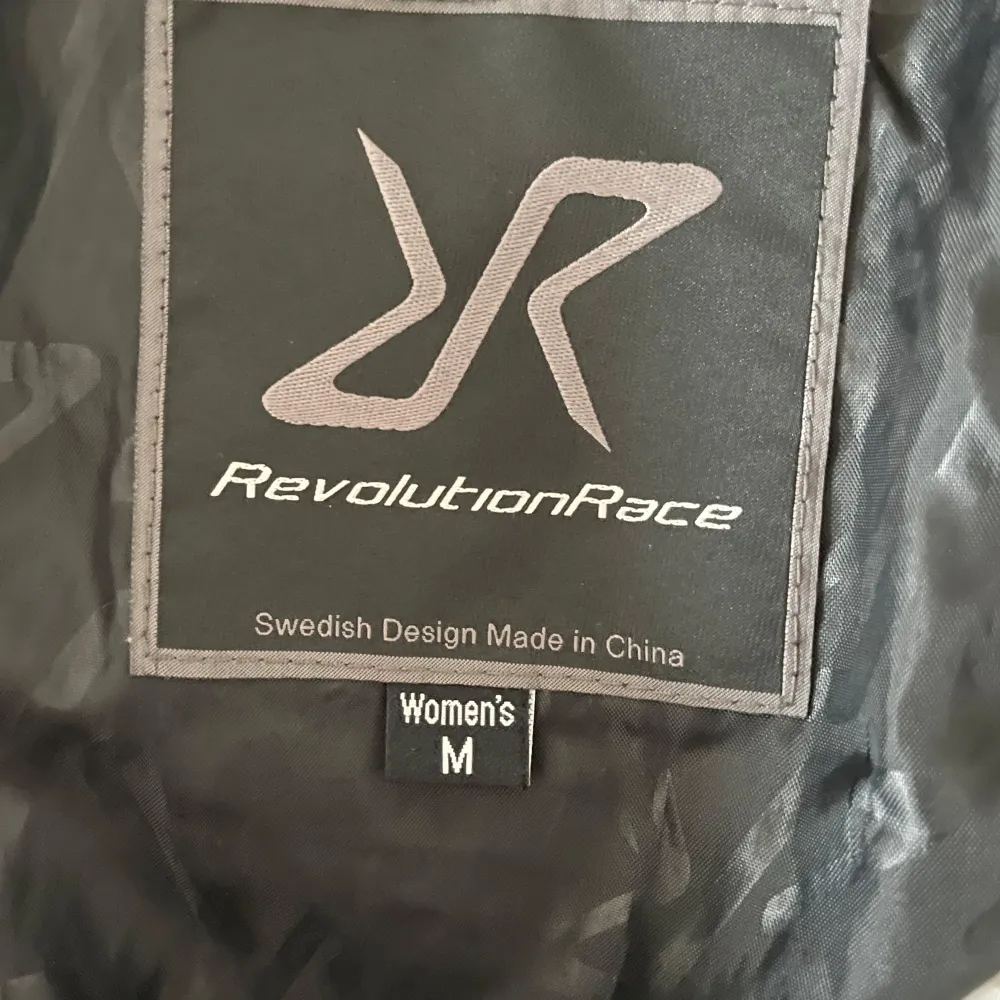 RevolutionRace
Swedish Design Made in China
Women's
M